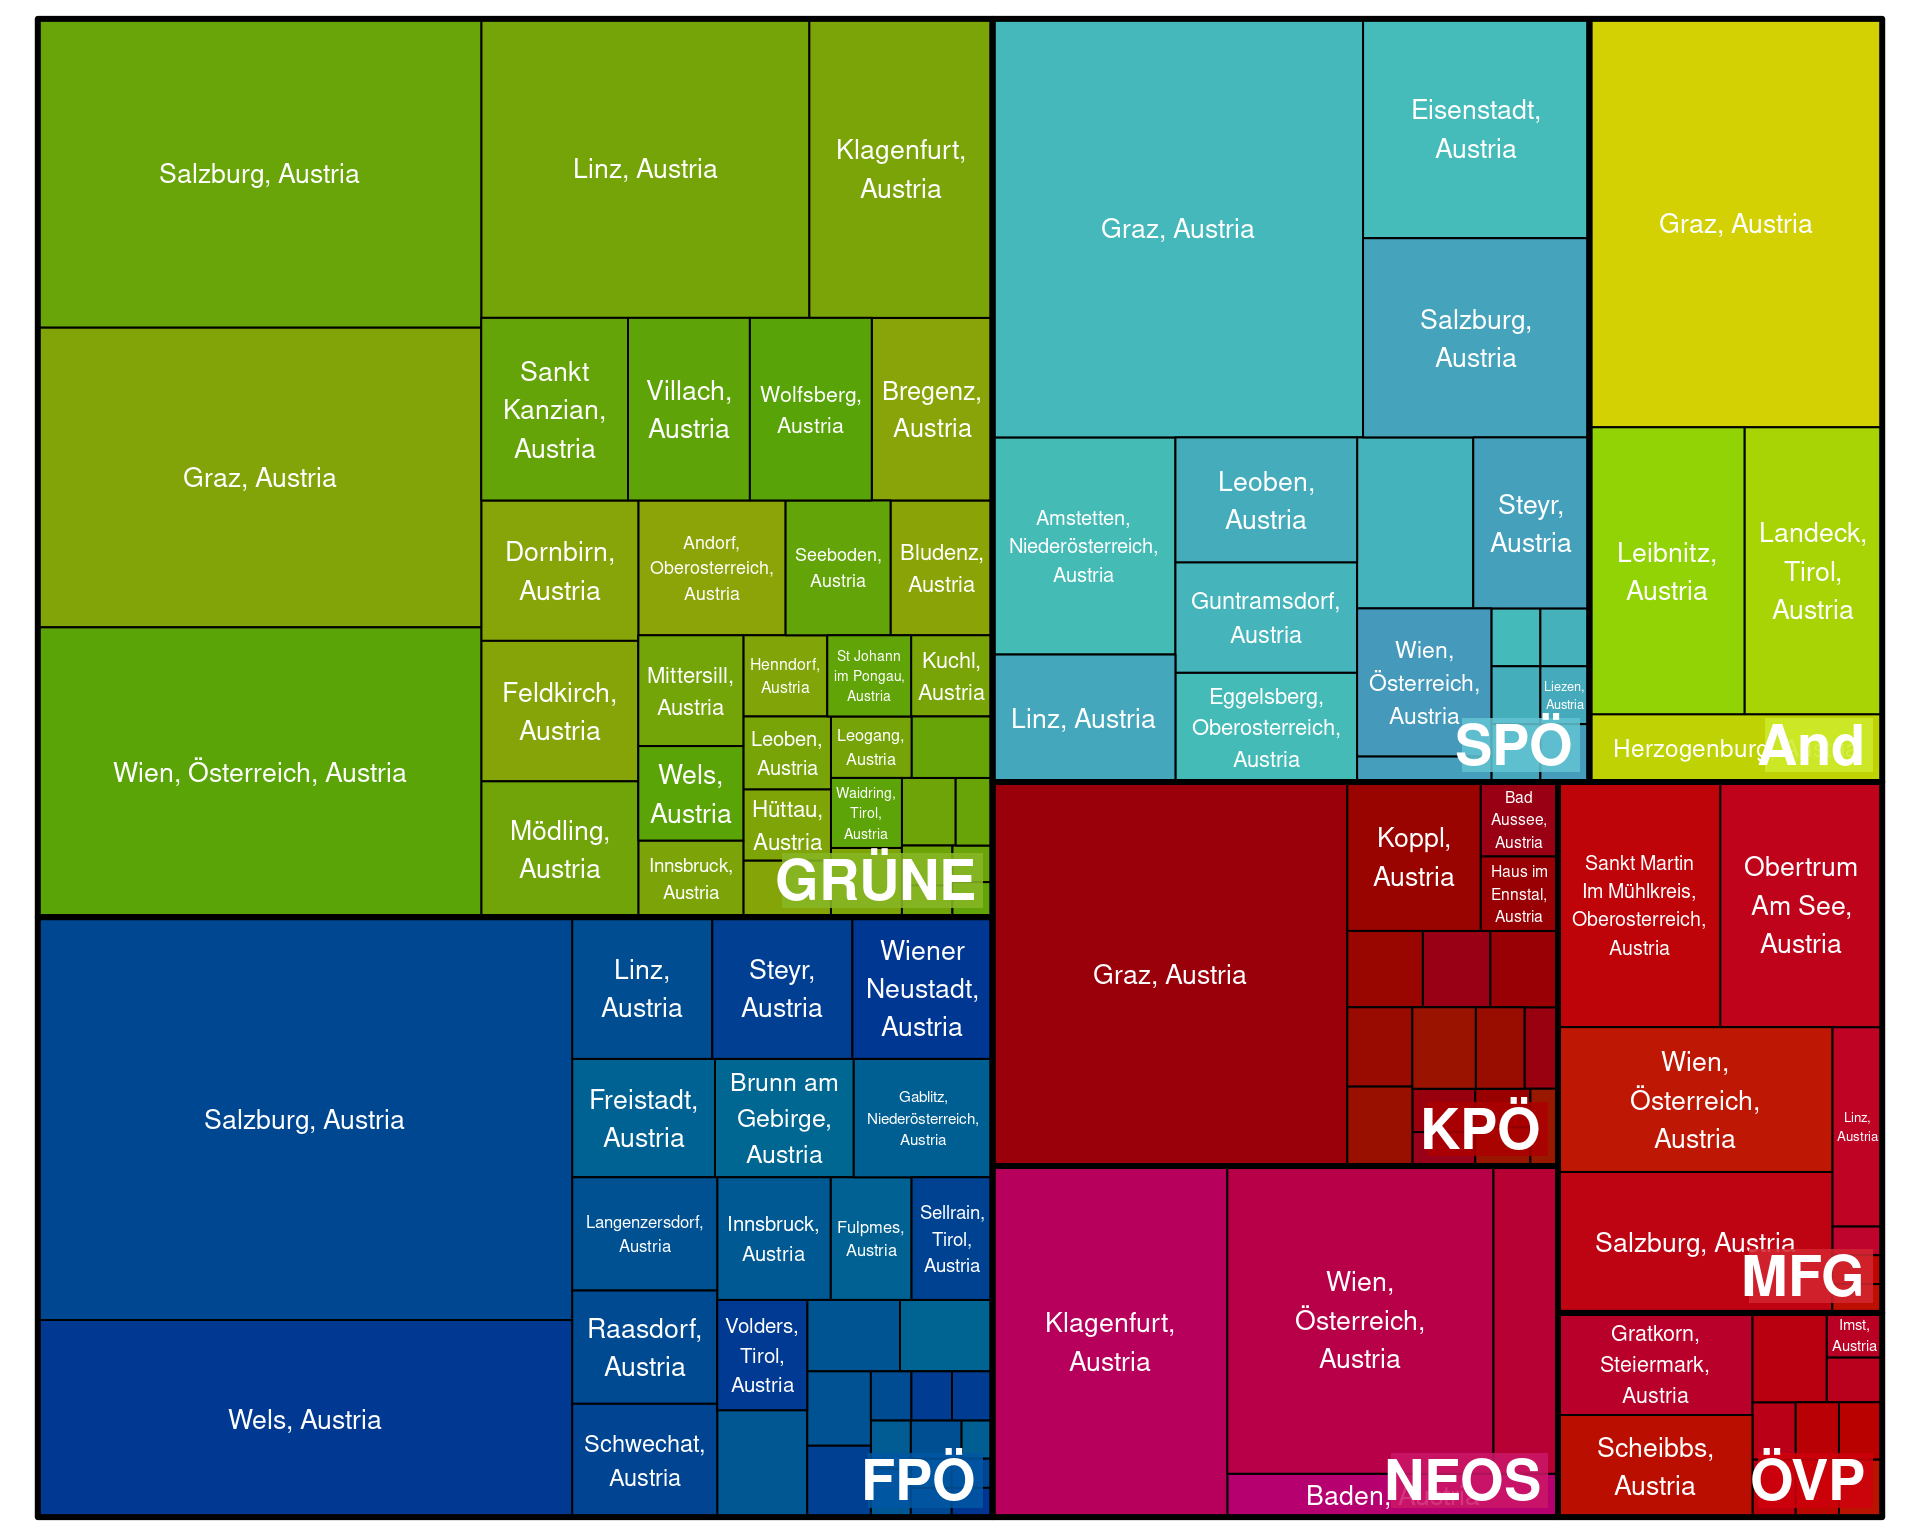 Salzburg, Austria
Linz, Austria
Klagenfurt,
Austria
Graz, Austria
Wien, Österreich, Austria
Sankt
Kanzian,
Austria
Villach,
Austria
Wolfsberg,
Austria
Bregenz,
Austria
Dornbirn,
Austria
Andorf,
Oberosterreich,
Austria
Seeboden,
Austria
Bludenz,
Austria
Feldkirch,
Austria
Mittersill,
Austria
Henndorf,
Austria
St Johann
im Pongau,
Austria
Kuchl,
Austria
Leoben,
Austria
Leogang,
Austria
Wels,
Austria
Hüttau,
Austria
Waidring,
Tirol,
Austria
Mödling,
Austria
Innsbruck,
Austria
GRÜNE
Graz, Austria
Eisenstadt,
Austria
Salzburg,
Austria
Amstetten,
Niederösterreich,
Austria
Leoben,
Austria
Steyr,
Austria
Guntramsdorf,
Austria
Linz, Austria
Eggelsberg,
Oberosterreich,
Austria
Wien,
Österreich,
Austria
Liezen,
Austria
SPÖ
Graz, Austria
Leibnitz,
Austria
Landeck,
Tirol,
Austria
Herzogenburg
And
Salzburg, Austria
Wels, Austria
Linz,
Austria
Steyr,
Austria
Wiener
Neustadt,
Austria
Freistadt,
Austria
Brunn am
Gebirge,
Austria
Gablitz,
Niederösterreich,
Austria
Langenzersdorf,
Austria
Innsbruck,
Austria
Fulpmes,
Austria
Sellrain,
Tirol,
Austria
Raasdorf,
Austria
Volders,
Tirol,
Austria
Schwechat,
Austria
FPÖ
Graz, Austria
Koppl,
Austria
Bad
Aussee,
Austria
Haus im
Ennstal,
Austria
KPÖ
Klagenfurt,
Austria
Wien,
Österreich,
Austria
Baden, Austria
NEOS
Sankt Martin
Im Mühlkreis,
Oberosterreich,
Austria
Obertrum
Am See,
Austria
Wien,
Österreich,
Austria
Linz,
Austria
Salzburg, Austria
MFG
Gratkorn,
Steiermark,
Austria
Imst,
Austria
Scheibbs,
Austria
ÖVP